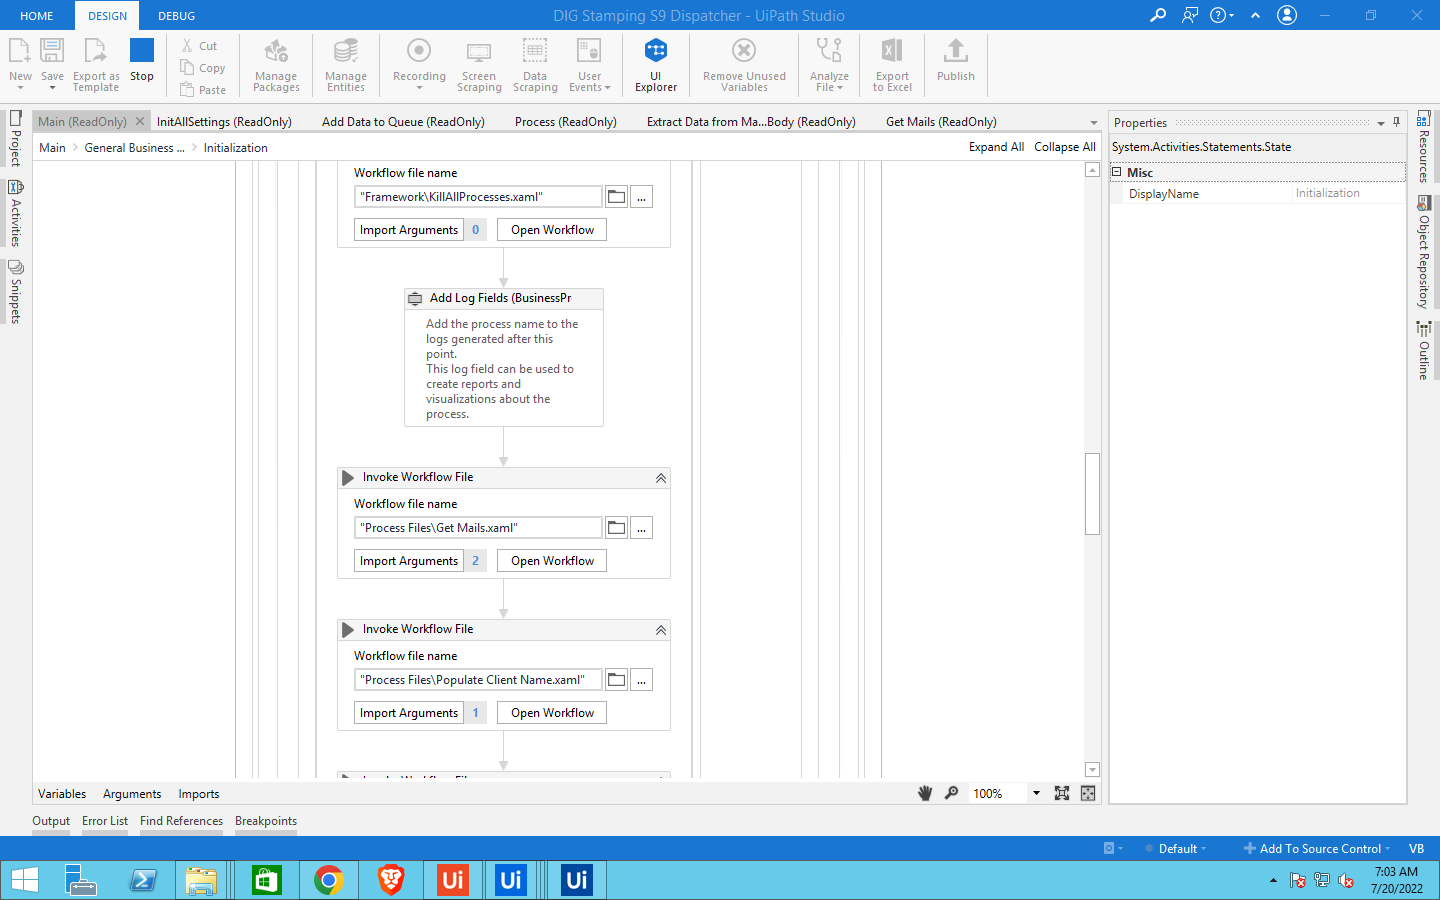 HOME
DESIGN
DEBUG
DIG Stamping S9 Dispatcher - UiPath Studio
New
Save
Export as
Template
Stop
Cut
Copy
Paste
Manage
Packages
Manage
Entities
Recording
Screen
Scraping
Data
Scraping
User
Events
UI
Explorer
Remove Unused
Variables
Analyze
File
Export
to Excel
Publish
Main (ReadOnly)
InitAllSettings (ReadOnly)
Add Data to Queue (ReadOnly)
Process (ReadOnly)
Extract Data from Ma...Body (ReadOnly)
Get Mails (ReadOnly)
Main > General Business ... > Initialization
Expand All
Collapse All
Project
Activities
Snippets
Workflow file name
"Framework\KillAllProcesses.xaml"
...
Import Arguments
0
Open Workflow
Add Log Fields (BusinessPr
Add the process name to the
logs generated after this
point.
This log field can be used to
create reports and
visualizations about the
process.
Invoke Workflow File
Workflow file name
"Process Files\Get Mails.xaml"
...
Import Arguments
2
Open Workflow
Invoke Workflow File
Workflow file name
"Process Files\Populate Client Name.xaml"
...
Import Arguments
1
Open Workflow
Invoke Workflow File
Properties
System.Activities.Statements.State
Misc
DisplayName
Initialization
Resources
Object Repository
Outline
Variables
Arguments
Imports
100%
Output
Error List
Find References
Breakpoints
Default
Add To Source Control
VB
Ui
Ui
Ui
7:03 AM
7/20/2022